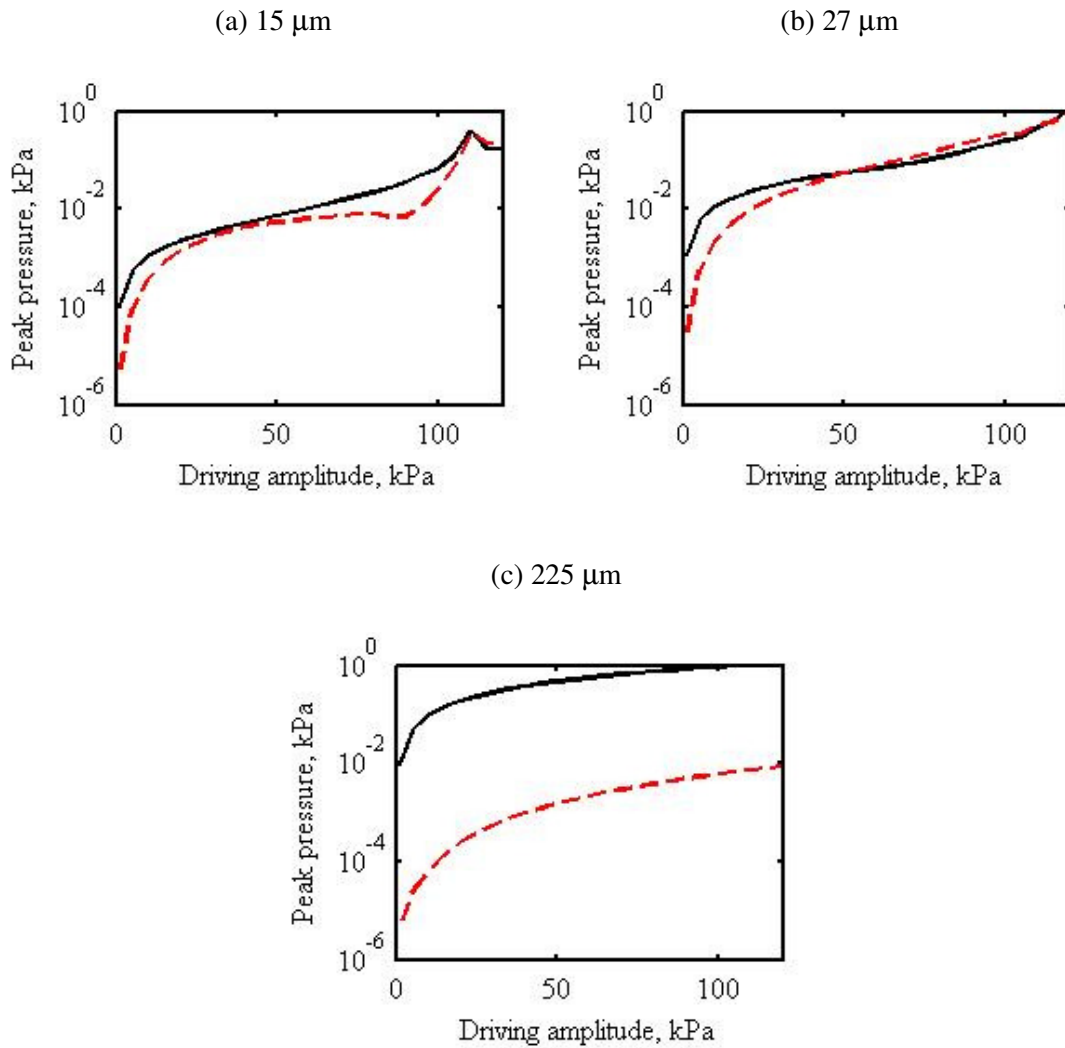 (a) 15 μm
(b) 27 μm
10^0
10^-2
10^-4
10^-6
Peak pressure, kPa
0 50 100
Driving amplitude, kPa
10^0
10^-2
10^-4
10^-6
Peak pressure, kPa
0 50 100
Driving amplitude, kPa
(c) 225 μm
10^0
10^-2
10^-4
10^-6
Peak pressure, kPa
0 50 100
Driving amplitude, kPa